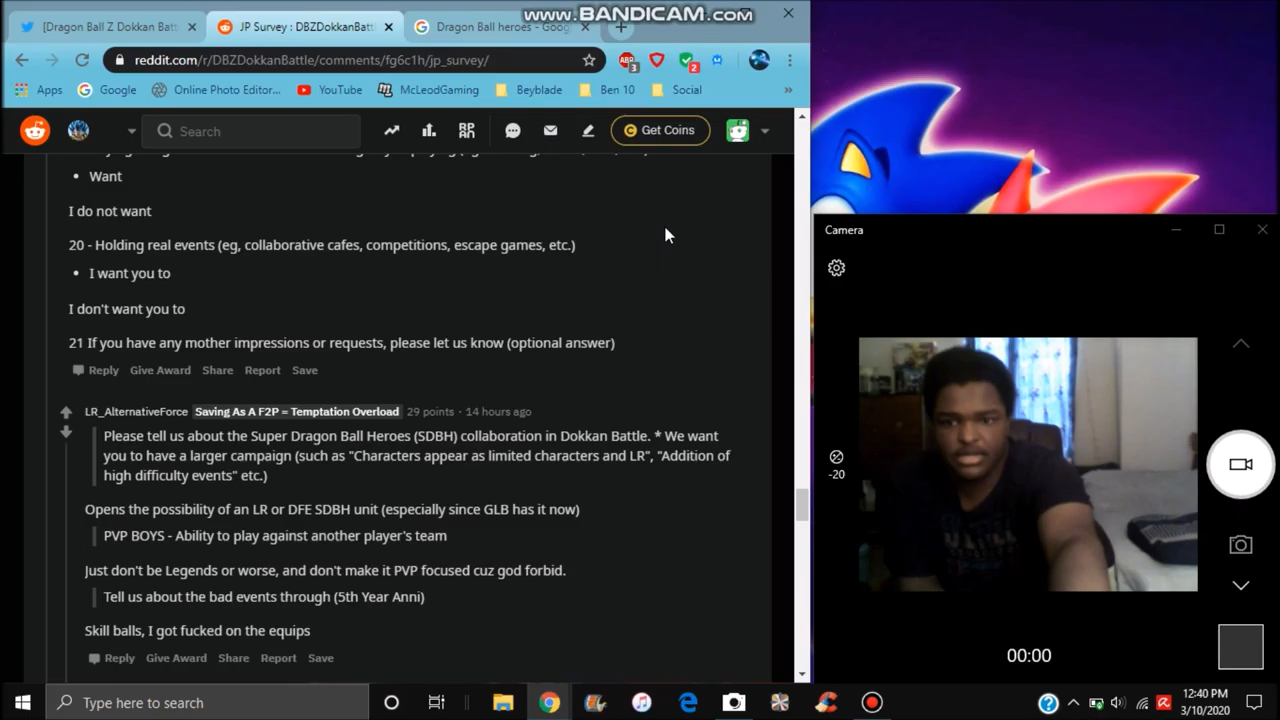 www.BANDICAM.com
[Dragon Ball Z Dokkan Batt
JP Survey : DBZDokkanBatt
Dragon Ball heroes - Goog
reddit.com/r/DBZDokkanBattle/comments/fg6c1h/jp_survey/
ABP
3
2
Apps
Google
Online Photo Editor...
YouTube
McLeodGaming
Beyblade
Ben 10
Social
»
Search
Get Coins
Want
I do not want
20 - Holding real events (eg, collaborative cafes, competitions, escape games, etc.)
I want you to
I don't want you to
21 If you have any mother impressions or requests, please let us know (optional answer)
Reply Give Award Share Report Save
LR_AlternativeForce Saving As A F2P = Temptation Overload 29 points · 14 hours ago
Please tell us about the Super Dragon Ball Heroes (SDBH) collaboration in Dokkan Battle. * We want
you to have a larger campaign (such as "Characters appear as limited characters and LR", "Addition of
high difficulty events" etc.)
Opens the possibility of an LR or DFE SDBH unit (especially since GLB has it now)
PVP BOYS - Ability to play against another player's team
Just don't be Legends or worse, and don't make it PVP focused cuz god forbid.
Tell us about the bad events through (5th Year Anni)
Skill balls, I got fucked on the equips
Reply Give Award Share Report Save
Camera
-20
00:00
Type here to search
12:40 PM
3/10/2020